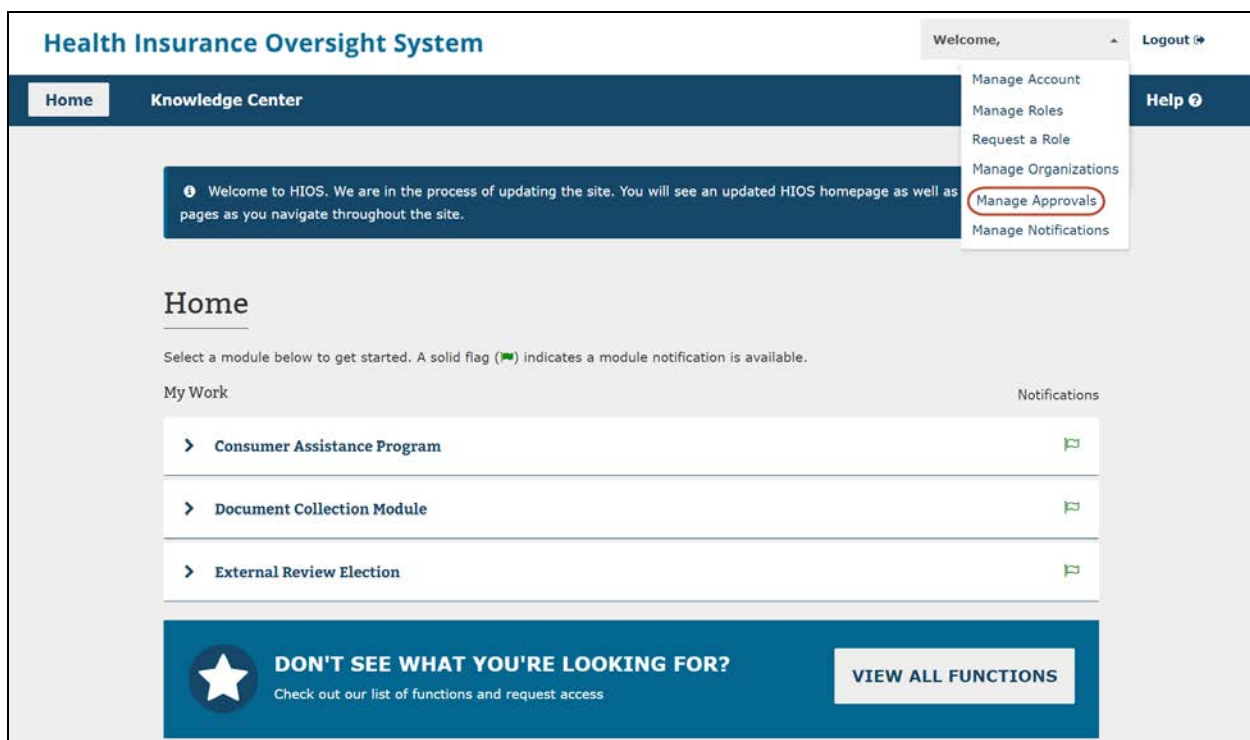 Health Insurance Oversight System
Welcome,
Logout
Home
Knowledge Center
Help
Manage Account
Manage Roles
Request a Role
Manage Organizations
Manage Approvals
Manage Notifications
Welcome to HIOS. We are in the process of updating the site. You will see an updated HIOS homepage as well as
pages as you navigate throughout the site.
Home
Select a module below to get started. A solid flag ( ) indicates a module notification is available.
My Work
Notifications
Consumer Assistance Program
Document Collection Module
External Review Election
DON'T SEE WHAT YOU'RE LOOKING FOR?
Check out our list of functions and request access
VIEW ALL FUNCTIONS